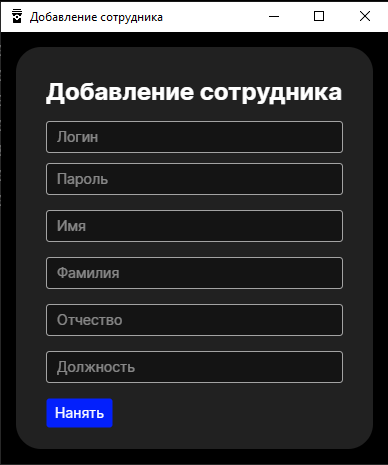 Добавление сотрудника
Добавление сотрудника
Логин
Пароль
Имя
Фамилия
Отчество
Должность
Нанять